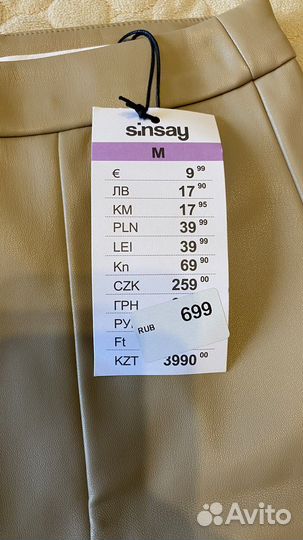 sinsay
M
€ 9 99
ЛВ 17 90
KM 17 95
PLN 39 99
LEI 39 99
Kn 69 90
CZK 259 00
ГРН
РУ
Ft
KZT 3990 00
RUB 699
Avito